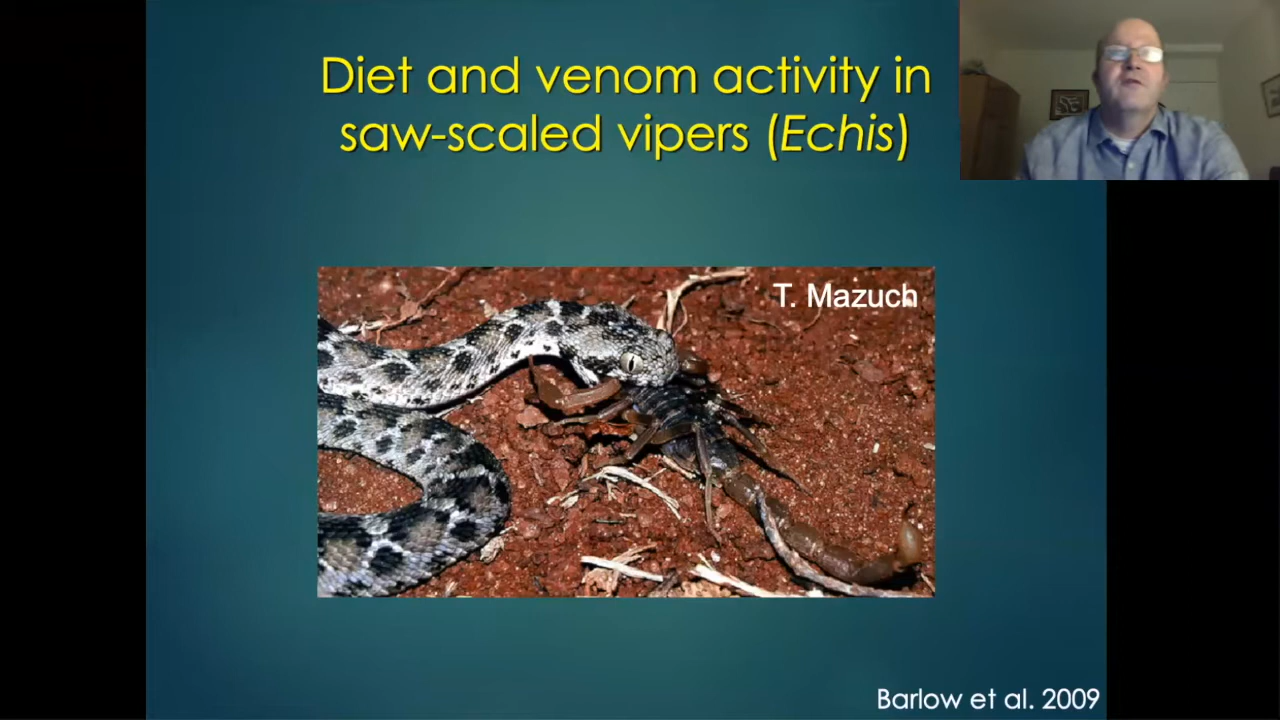 Diet and venom activity in
saw-scaled vipers (Echis)
T. Mazuch
Barlow et al. 2009